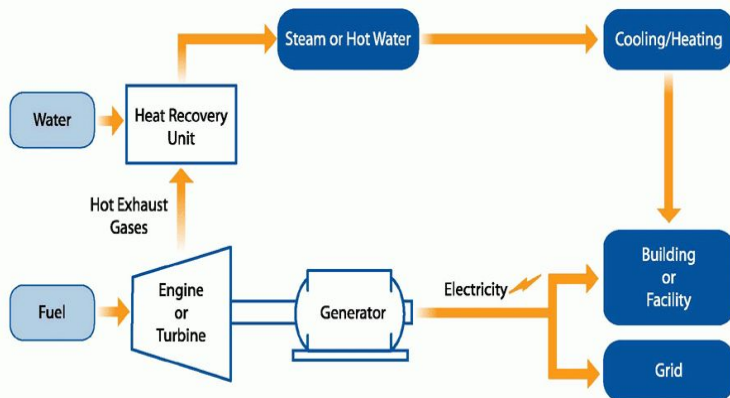 Steam or Hot Water
Cooling/Heating
Water
Heat Recovery
Unit
Hot Exhaust
Gases
Building
or
Facility
Electricity
Fuel
Engine
or
Turbine
Generator
Grid